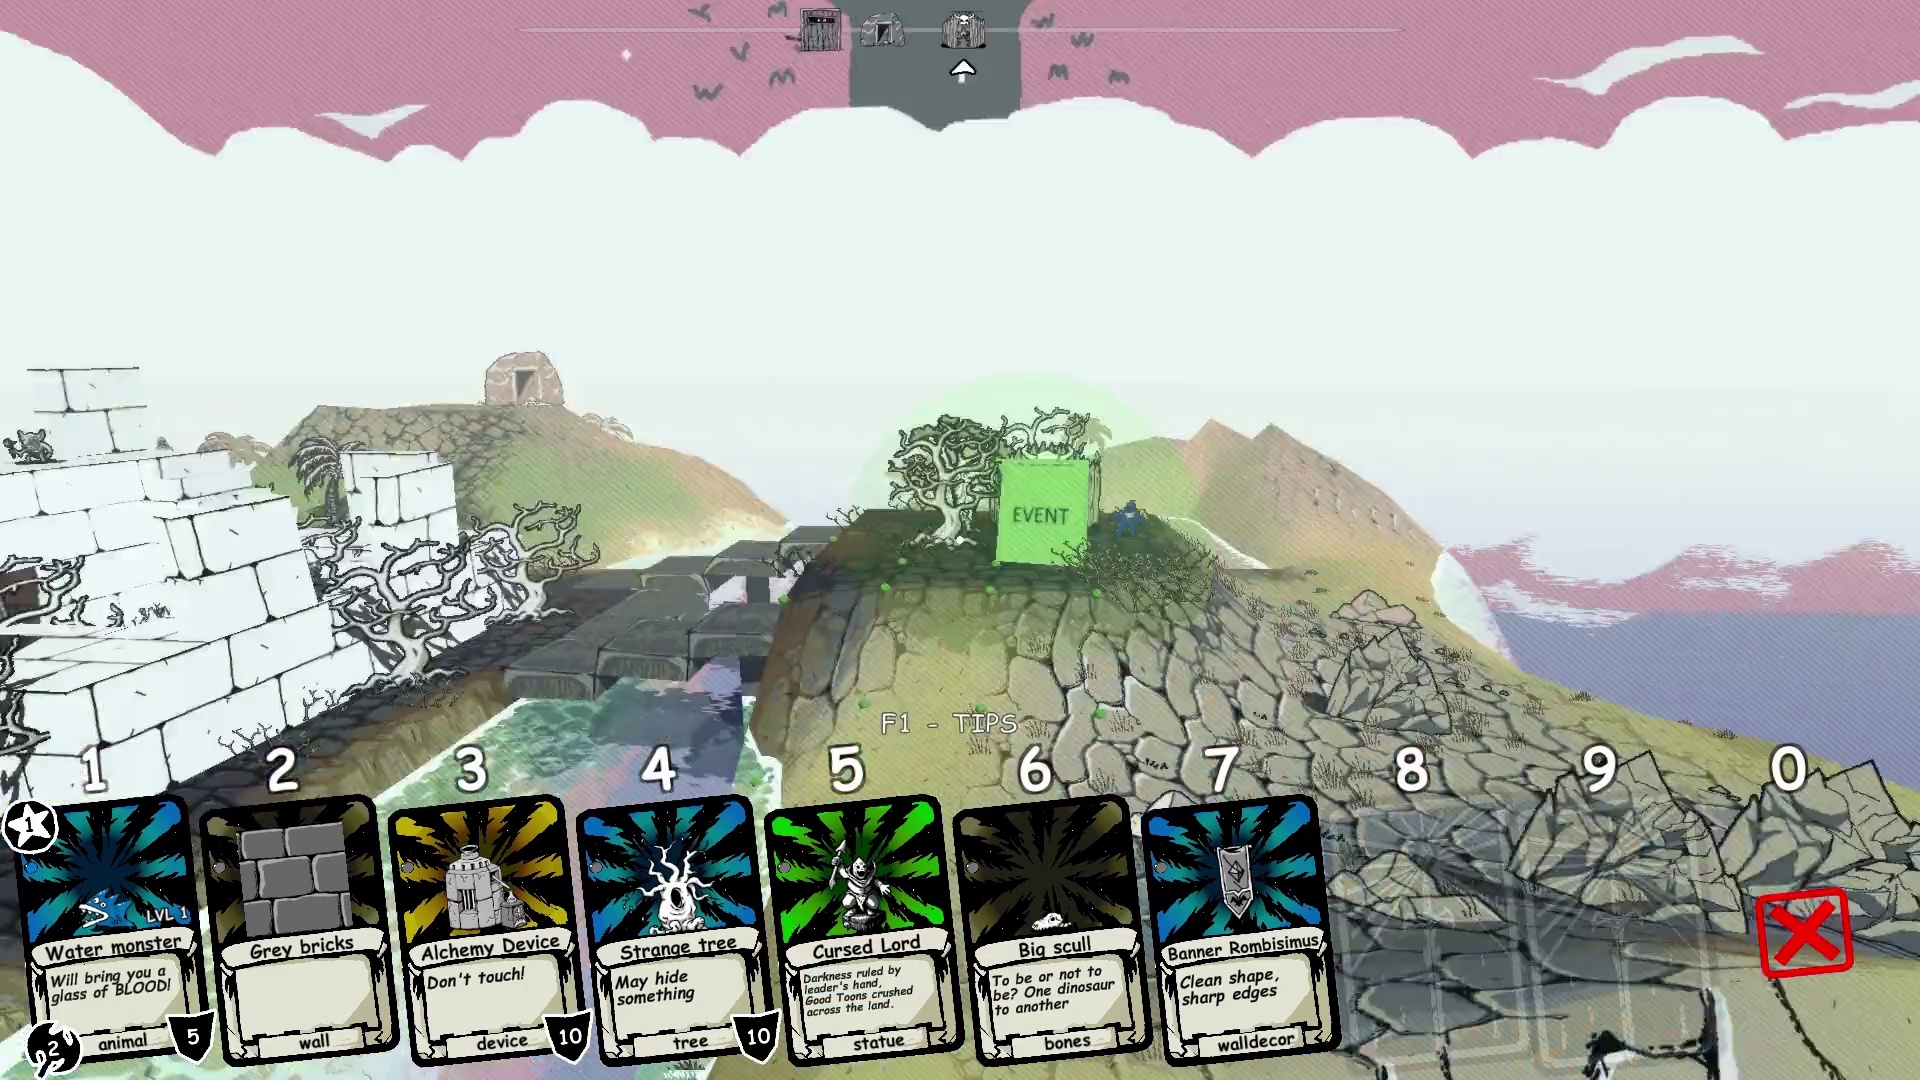 EVENT
F1 - TIPS
1 2 3 4 5 6 7 8 9 0
1
LVL 1
Water monster
Will bring you a
glass of BLOOD!
2
animal
5
Grey bricks
wall
Alchemy Device
Don't touch!
device
10
Strange tree
May hide
something
tree
10
Cursed Lord
Darkness ruled by
leader's hand,
Good Toons crushed
across the land.
statue
Big scull
To be or not to
be? One dinosaur
to another
bones
Banner Rombisimus
Clean shape,
sharp edges
walldecor